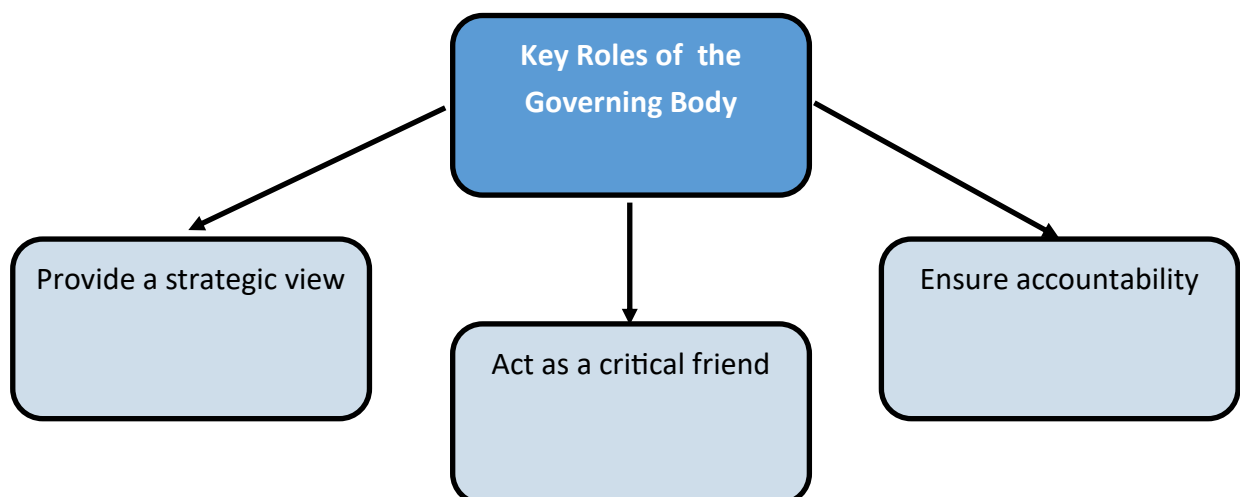 Key Roles of  the
Governing Body
Provide a strategic view
Ensure accountability
Act as a critical friend